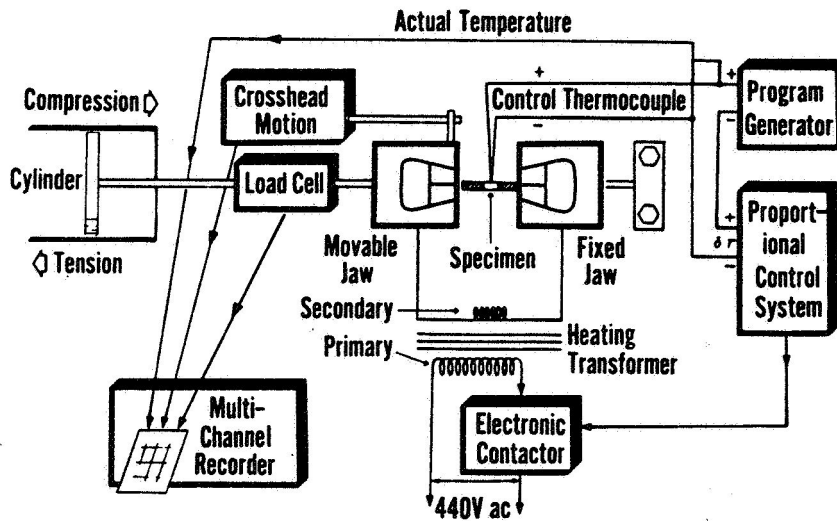 Actual Temperature
Compression ⇨
Crosshead
Motion
+
Control Thermocouple
−
+
Program
Generator
−
Cylinder
Load Cell
⇦ Tension
Movable
Jaw
Specimen
Fixed
Jaw
+
δ r
−
Proport–
ional
Control
System
Secondary
Primary
Heating
Transformer
Multi–
Channel
Recorder
Electronic
Contactor
440V ac